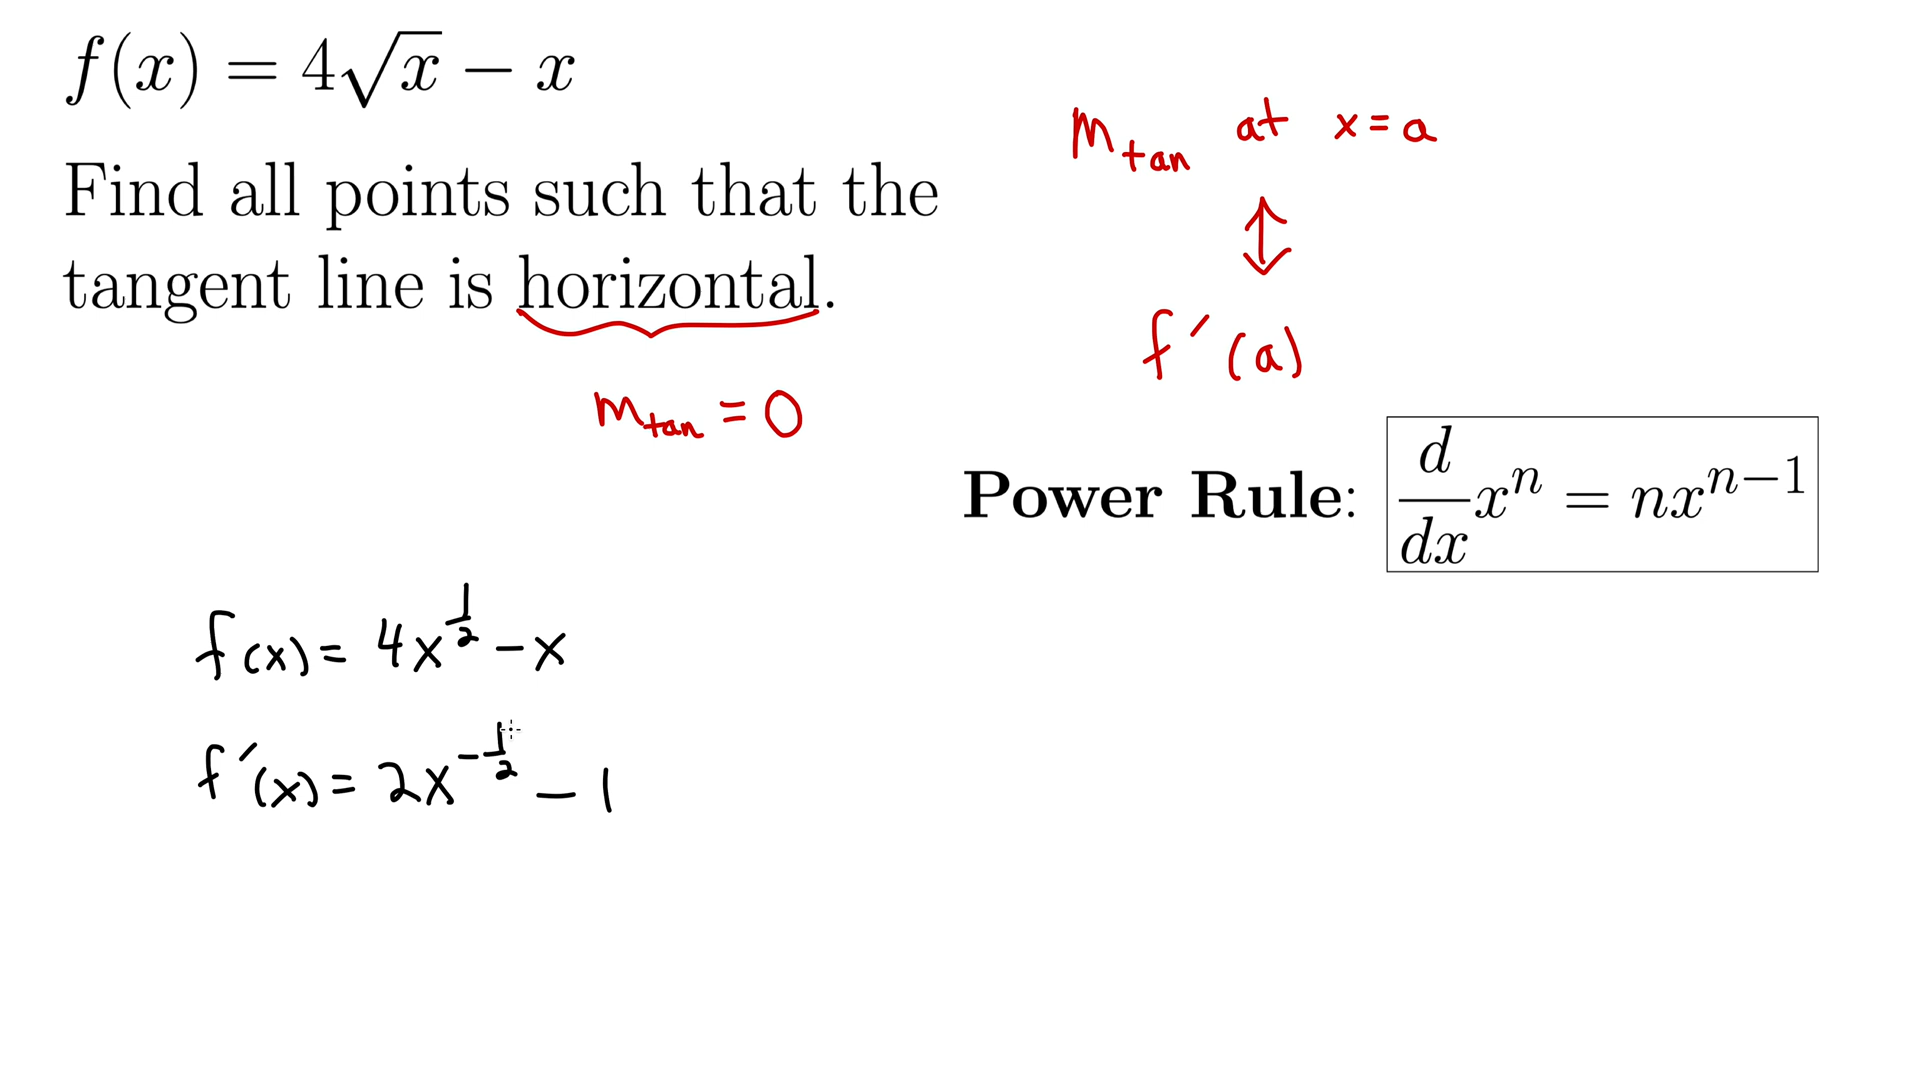 f(x) = 4√x − x
Find all points such that the
tangent line is horizontal.
m_tan = 0
m_tan at x = a
↕
f′(a)
Power Rule: d/dx x^n = nx^(n−1)
f(x) = 4x^(1/2) − x
f′(x) = 2x^(−1/2) − 1